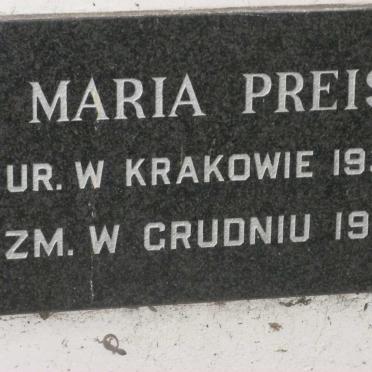 MARIA PREIS
UR. W KRAKOWIE 19
ZM. W GRUDNIU 19